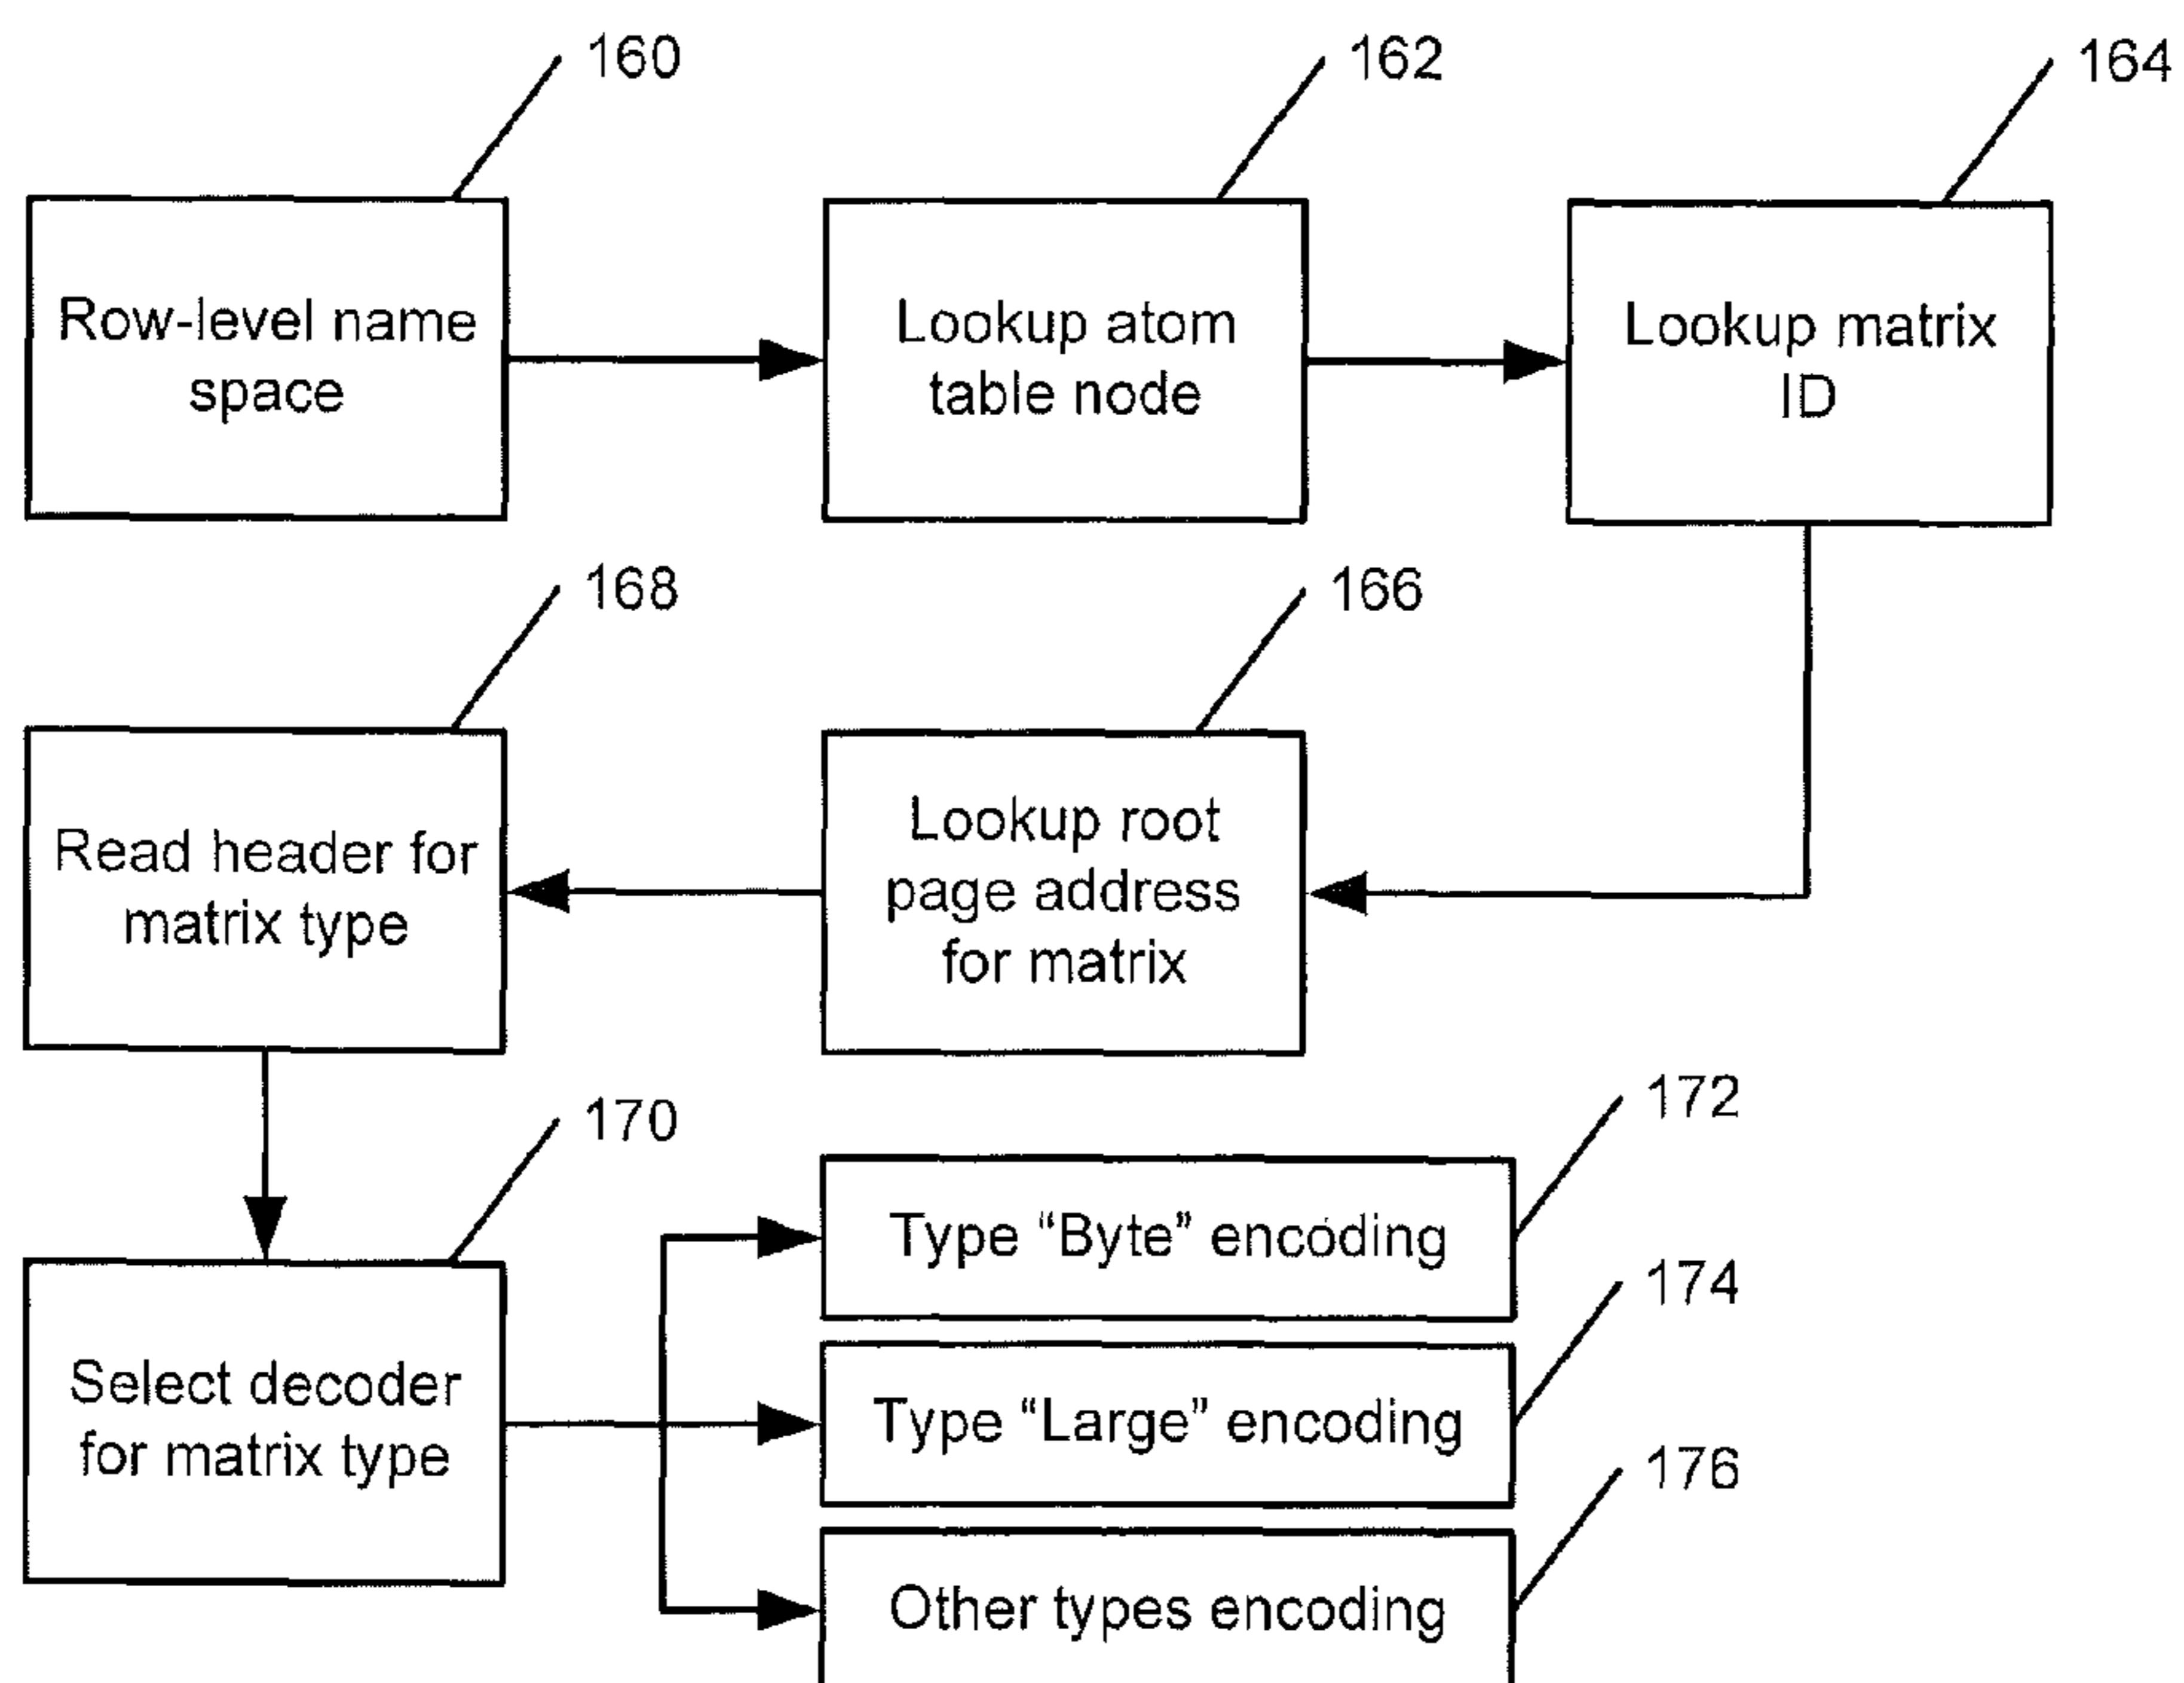 160
162
164
Row-level name
space
Lookup atom
table node
Lookup matrix
ID
168
166
Read header for
matrix type
Lookup root
page address
for matrix
170
172
174
176
Select decoder
for matrix type
Type “Byte” encoding
Type “Large” encoding
Other types encoding